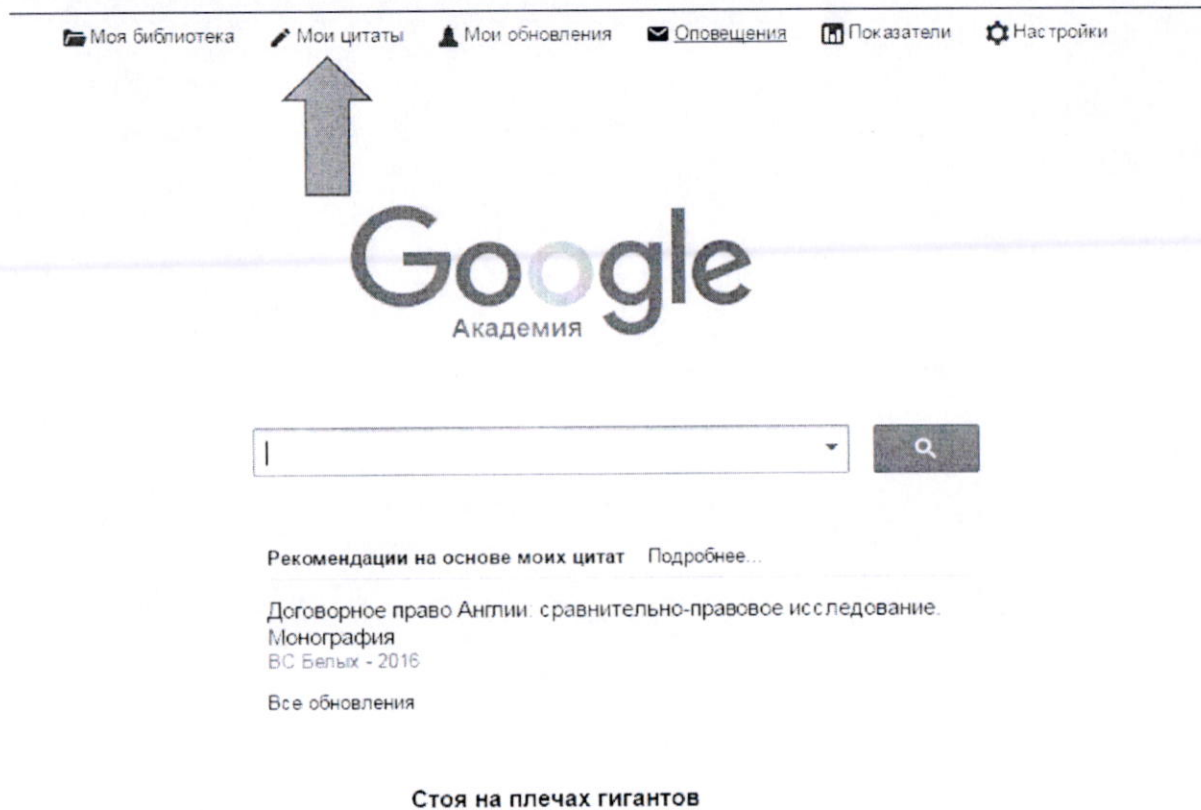 Моя библиотека Мои цитаты Мои обновления Оповещения Показатели Настройки
Google
Академия
Рекомендации на основе моих цитат Подробнее...
Договорное право Англии: сравнительно-правовое исследование.
Монография
ВС Белых - 2016
Все обновления
Стоя на плечах гигантов